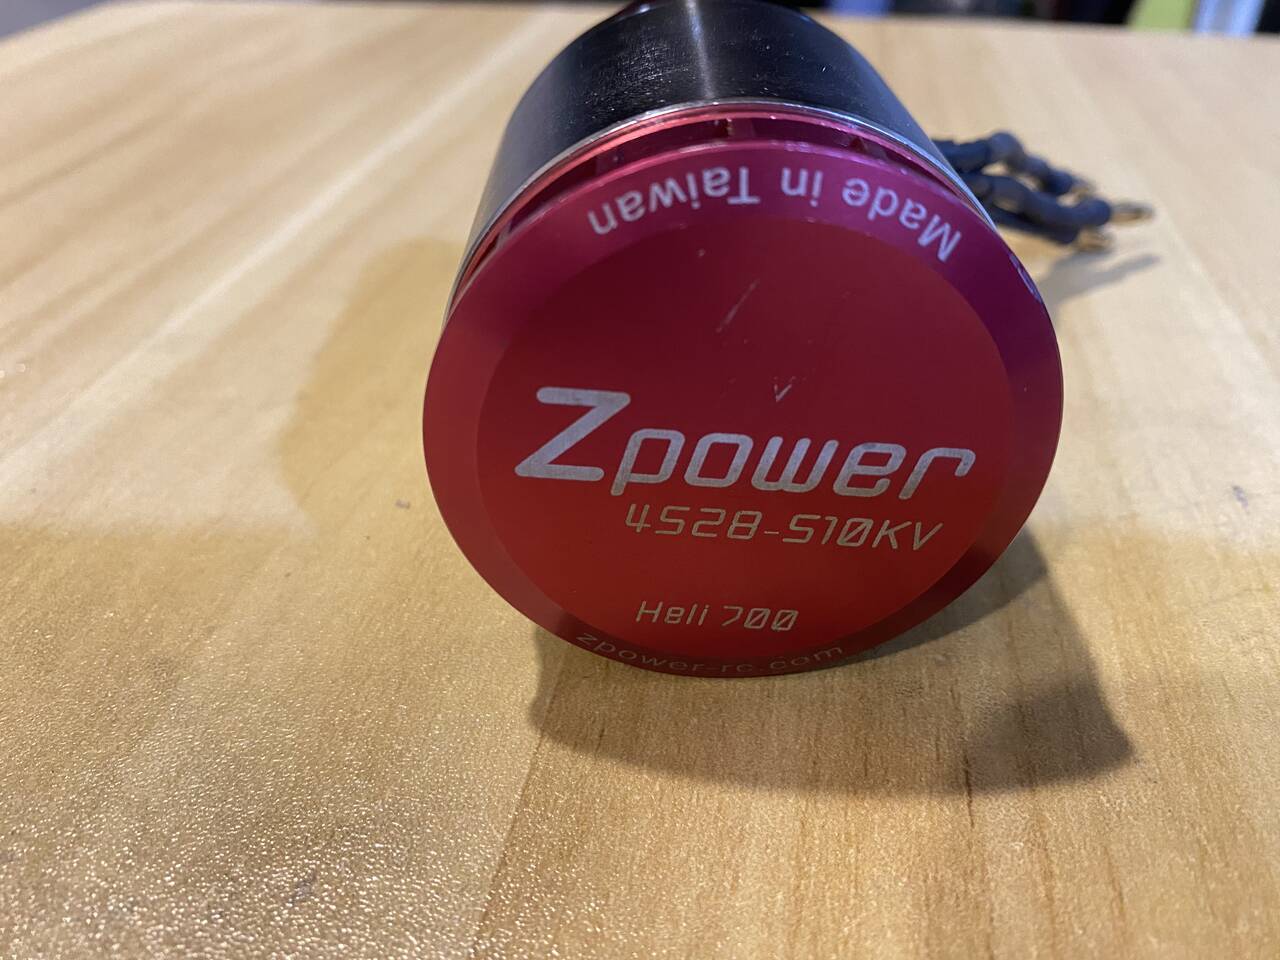 Made in Taiwan
Zpower
4528-510KV
Heli 700
zpower-rc.com